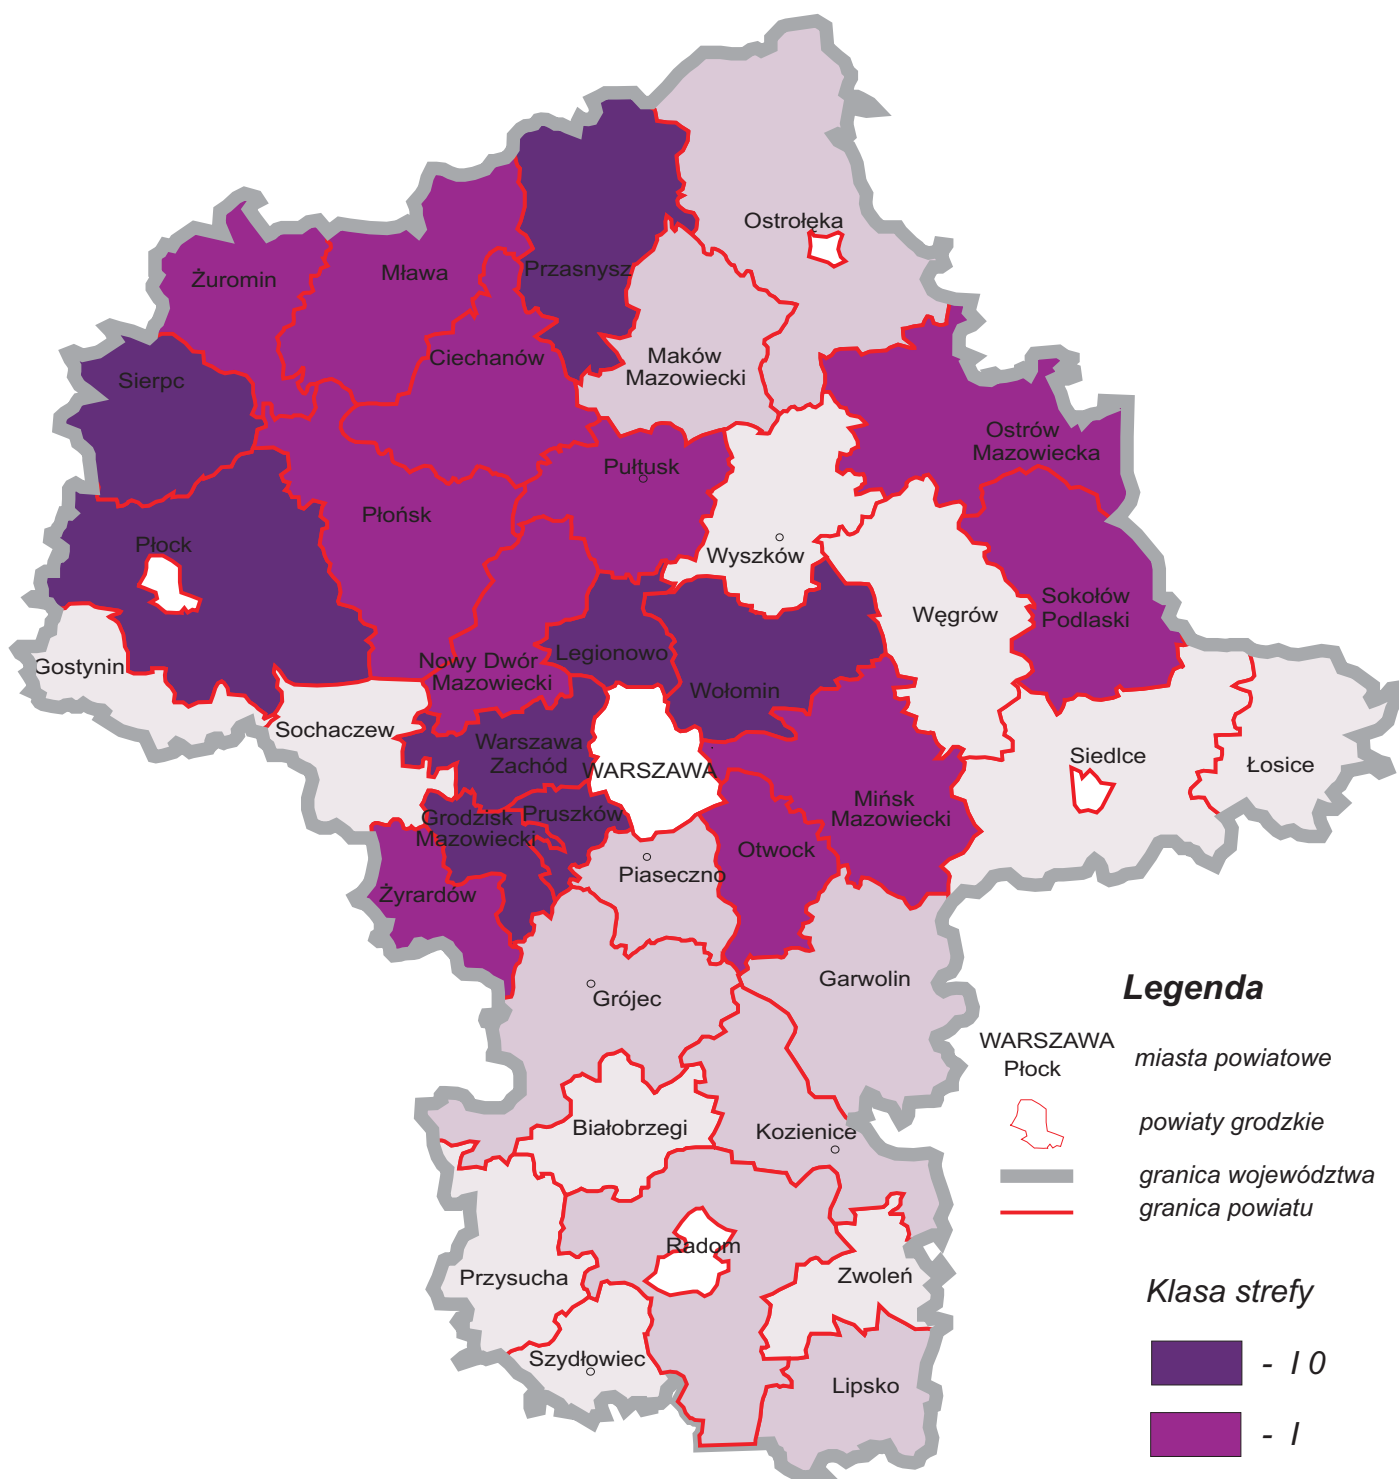 Ostrołęka
Żuromin
Mława
Przasnysz
Ciechanów
Maków
Mazowiecki
Sierpc
Ostrów
Mazowiecka
Pułtusk
Płońsk
Płock
Wyszków
Węgrów
Sokołów
Podlaski
Gostynin
Nowy Dwór
Mazowiecki
Legionowo
Wołomin
Sochaczew
Warszawa
Zachód
WARSZAWA
Siedlce
Łosice
Grodzisk
Mazowiecki
Pruszków
Mińsk
Mazowiecki
Otwock
Piaseczno
Żyrardów
Garwolin
Grójec
Białobrzegi
Kozienice
Radom
Przysucha
Zwoleń
Szydłowiec
Lipsko
Legenda
WARSZAWA
Płock
miasta powiatowe
powiaty grodzkie
granica województwa
granica powiatu
Klasa strefy
- I 0
- I